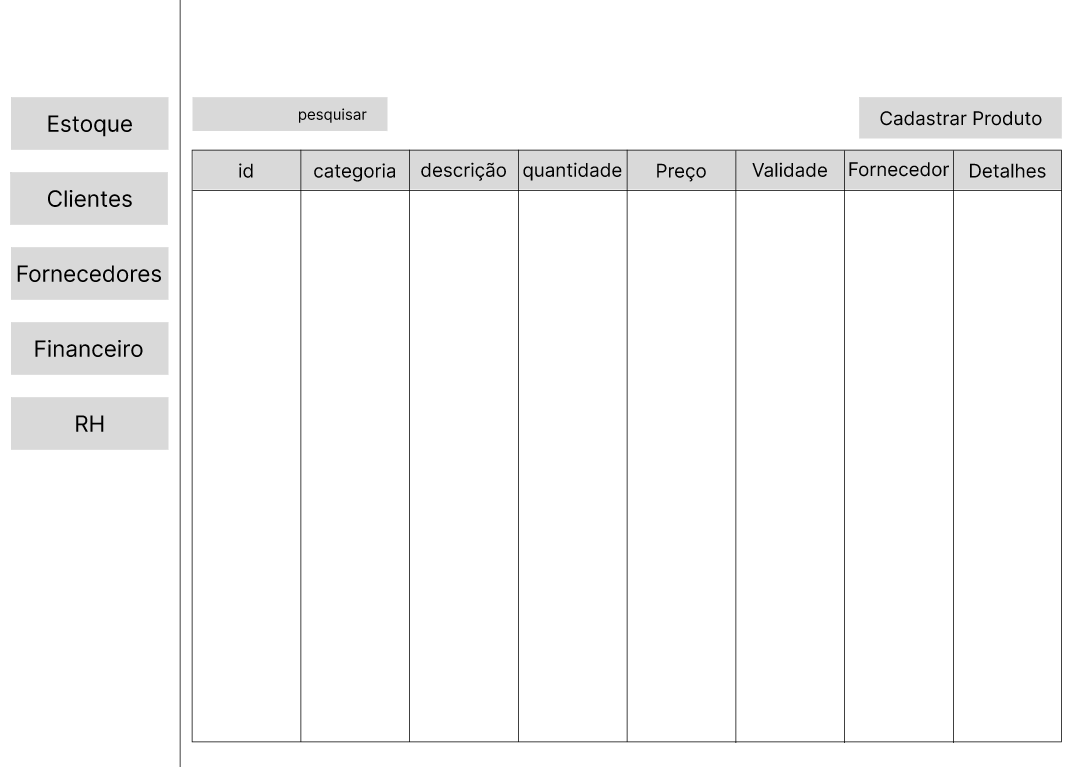 Estoque
Clientes
Fornecedores
Financeiro
RH
pesquisar
Cadastrar Produto
id categoria descrição quantidade Preço Validade Fornecedor Detalhes